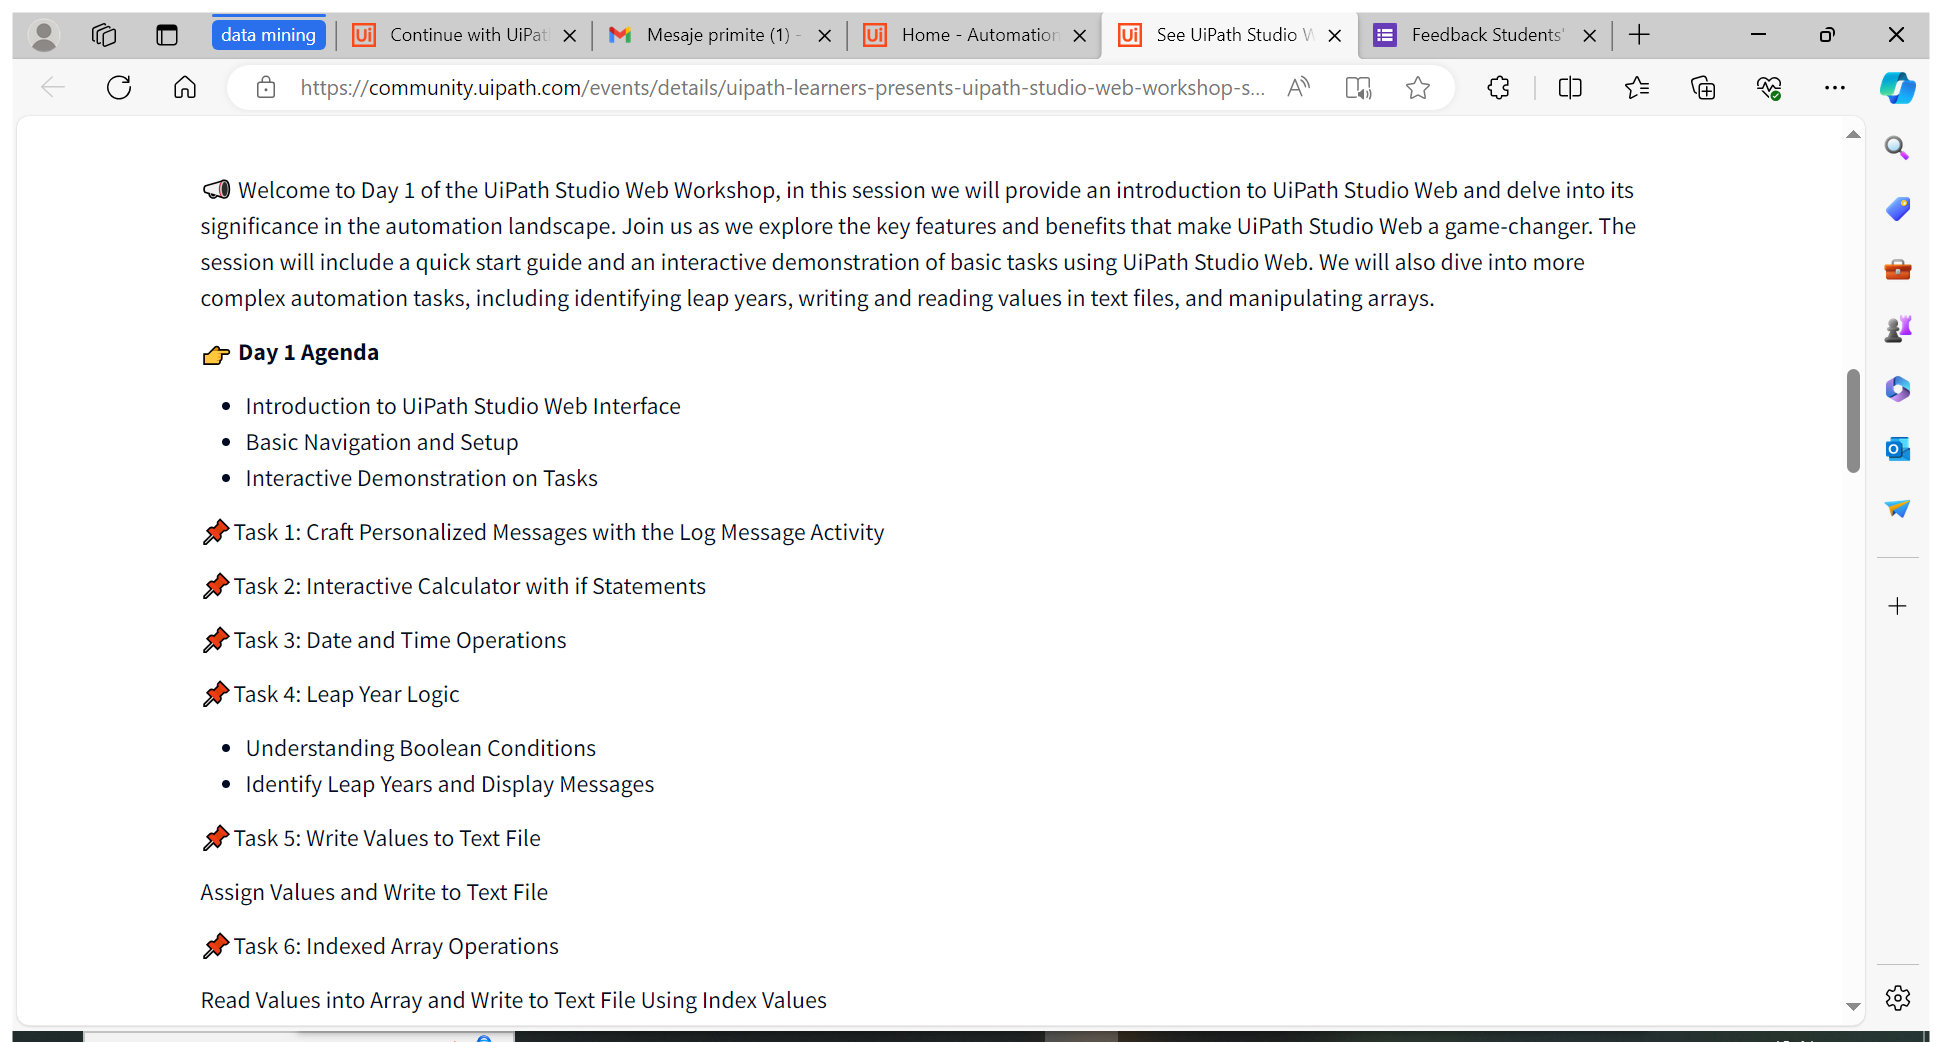 data mining
Continue with UiPat
Mesaje primite (1) -
Home - Automation
See UiPath Studio W
Feedback Students'
https://community.uipath.com/events/details/uipath-learners-presents-uipath-studio-web-workshop-s...
📢 Welcome to Day 1 of the UiPath Studio Web Workshop, in this session we will provide an introduction to UiPath Studio Web and delve into its
significance in the automation landscape. Join us as we explore the key features and benefits that make UiPath Studio Web a game-changer. The
session will include a quick start guide and an interactive demonstration of basic tasks using UiPath Studio Web. We will also dive into more
complex automation tasks, including identifying leap years, writing and reading values in text files, and manipulating arrays.
👉 Day 1 Agenda
• Introduction to UiPath Studio Web Interface
• Basic Navigation and Setup
• Interactive Demonstration on Tasks
📌Task 1: Craft Personalized Messages with the Log Message Activity
📌Task 2: Interactive Calculator with if Statements
📌Task 3: Date and Time Operations
📌Task 4: Leap Year Logic
• Understanding Boolean Conditions
• Identify Leap Years and Display Messages
📌Task 5: Write Values to Text File
Assign Values and Write to Text File
📌Task 6: Indexed Array Operations
Read Values into Array and Write to Text File Using Index Values